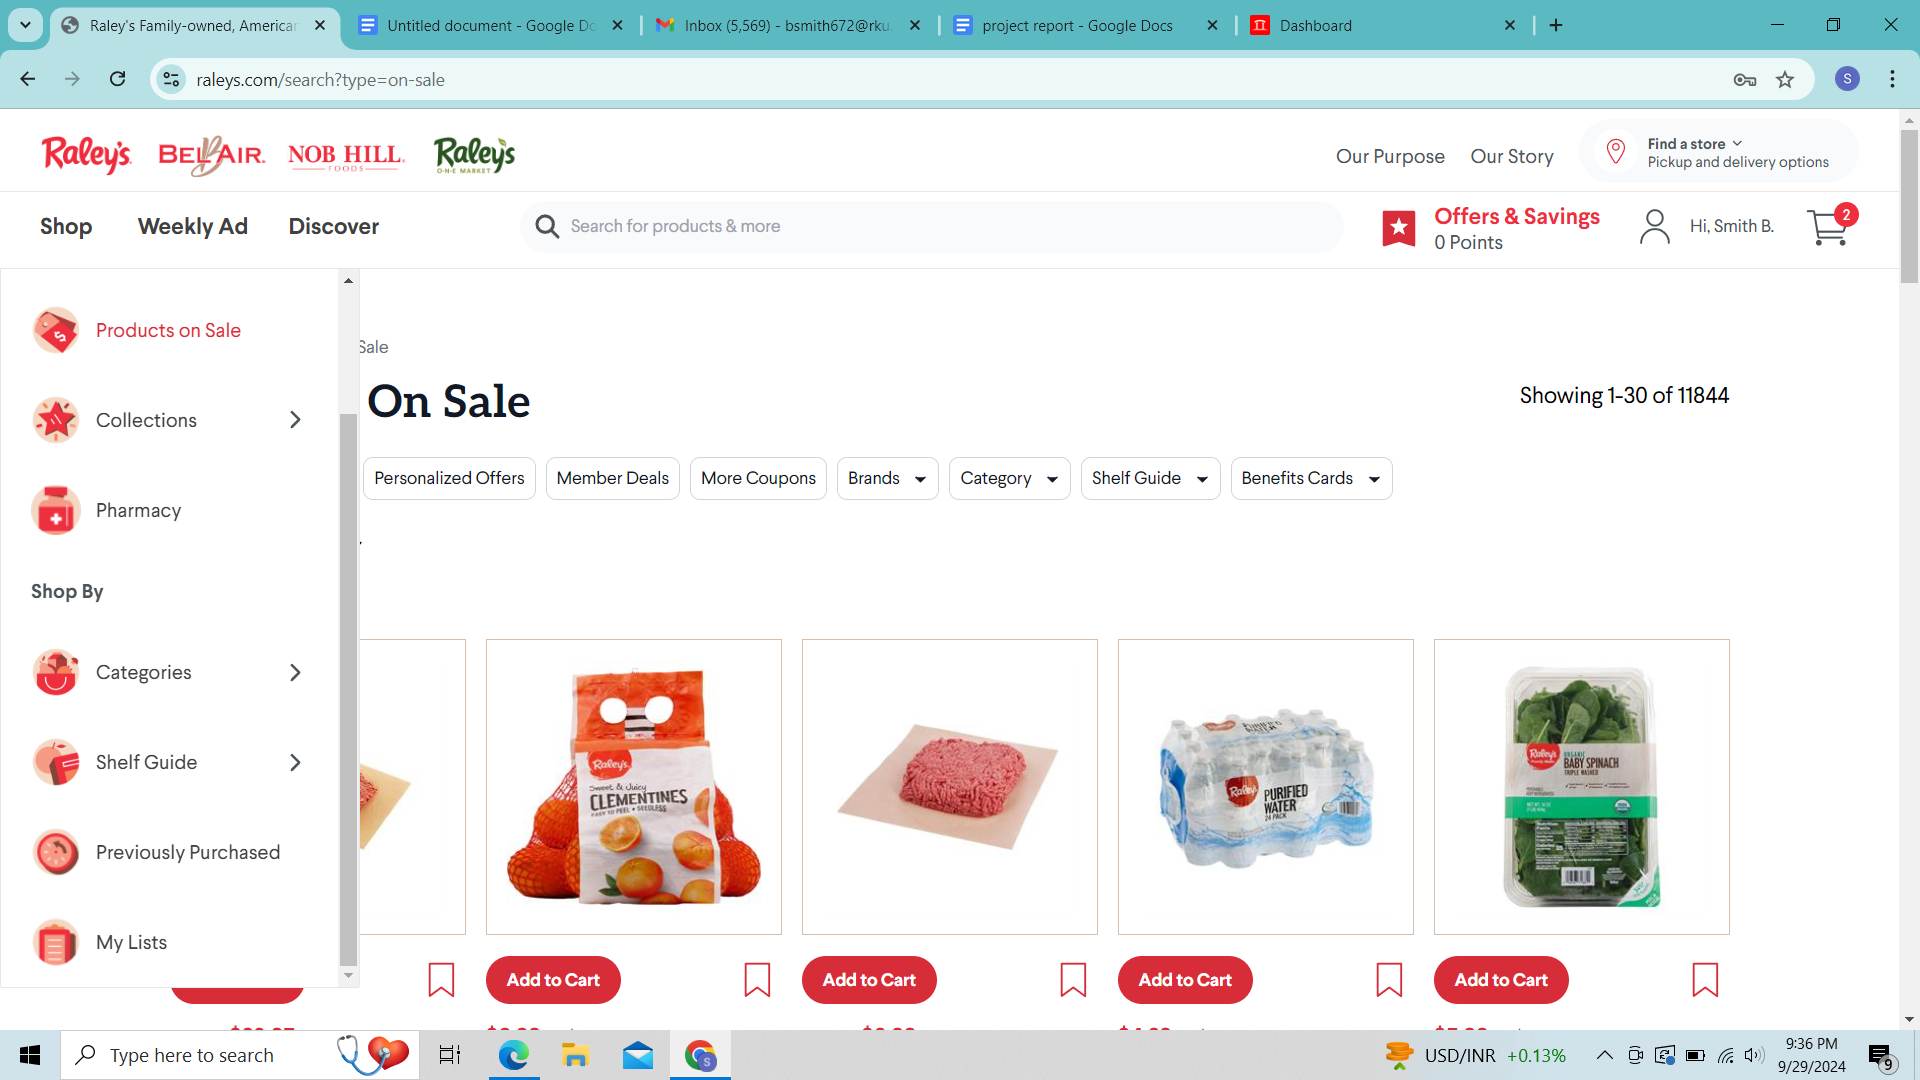 Raley's Family-owned, American
Untitled document - Google Do
Inbox (5,569) - bsmith672@rku.
project report - Google Docs
Dashboard
raleys.com/search?type=on-sale
S
Raley's
BEL AIR
NOB HILL
FOODS
Raley's
O-N-E MARKET
Our Purpose
Our Story
Find a store
Pickup and delivery options
Shop
Weekly Ad
Discover
Search for products & more
Offers & Savings
0 Points
Hi, Smith B.
2
Products on Sale
Collections
Pharmacy
Shop By
Categories
Shelf Guide
Previously Purchased
My Lists
Sale
On Sale
Showing 1-30 of 11844
Personalized Offers
Member Deals
More Coupons
Brands
Category
Shelf Guide
Benefits Cards
Raley's
Sweet & Juicy
CLEMENTINES
EASY TO PEEL • SEEDLESS
PURIFIED
WATER
Raley's
PURIFIED
WATER
24 PACK
Raley's
ORGANIC
BABY SPINACH
TRIPLE WASHED
Add to Cart
Add to Cart
Add to Cart
Add to Cart
Type here to search
USD/INR +0.13%
9:36 PM
9/29/2024
9